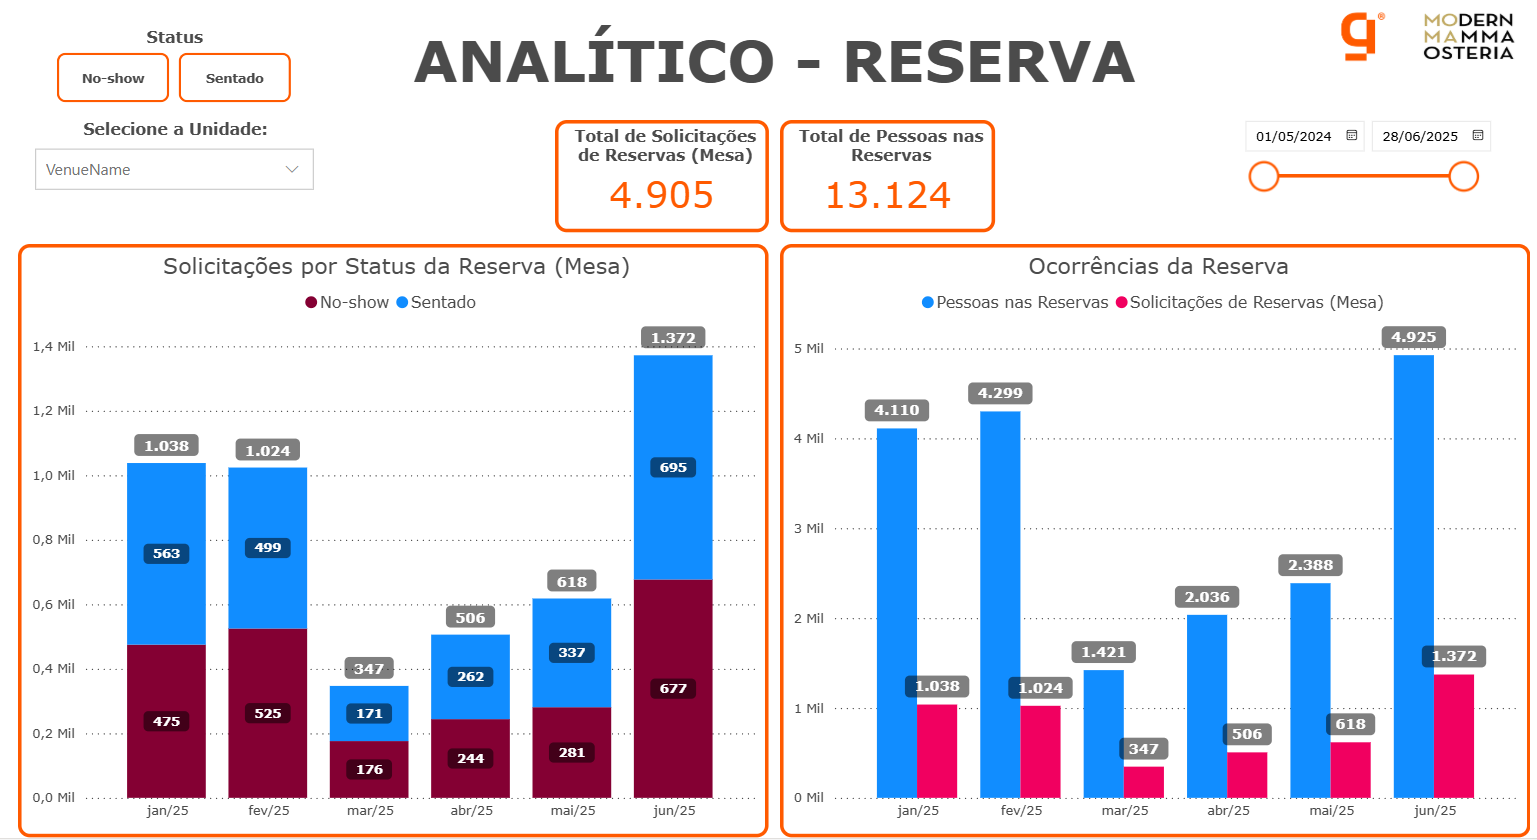 Status
No-show
Sentado
Selecione a Unidade:
VenueName
ANALÍTICO - RESERVA
Total de Solicitações
de Reservas (Mesa)
4.905
Total de Pessoas nas
Reservas
13.124
g®
MODERN
MAMMA
OSTERIA
01/05/2024
28/06/2025
Solicitações por Status da Reserva (Mesa)
No-show Sentado
1,4 Mil
1,2 Mil
1,0 Mil
0,8 Mil
0,6 Mil
0,4 Mil
0,2 Mil
0,0 Mil
1.038
563
475
1.024
499
525
347
171
176
506
262
244
618
337
281
1.372
695
677
jan/25 fev/25 mar/25 abr/25 mai/25 jun/25
Ocorrências da Reserva
Pessoas nas Reservas Solicitações de Reservas (Mesa)
5 Mil
4 Mil
3 Mil
2 Mil
1 Mil
0 Mil
4.110
1.038
4.299
1.024
1.421
347
2.036
506
2.388
618
4.925
1.372
jan/25 fev/25 mar/25 abr/25 mai/25 jun/25